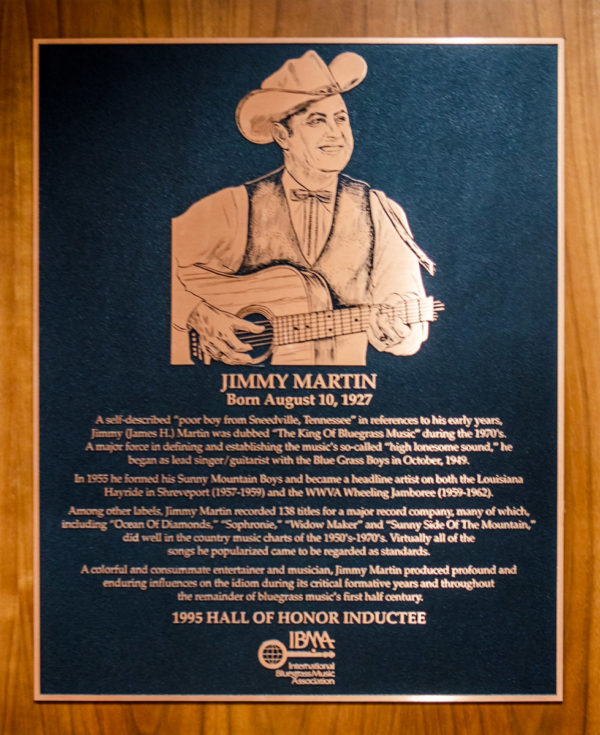 JIMMY MARTIN
Born August 10, 1927
A self-described "poor boy from Sneedville, Tennessee" in references to his early years,
Jimmy (James H.) Martin was dubbed "The King Of Bluegrass Music" during the 1970's.
A major force in defining and establishing the music's so-called "high lonesome sound," he
began as lead singer/guitarist with the Blue Grass Boys in October, 1949.
In 1955 he formed his Sunny Mountain Boys and became a headline artist on both the Louisiana
Hayride in Shreveport (1957-1959) and the WWVA Wheeling Jamboree (1959-1962).
Among other labels, Jimmy Martin recorded 138 titles for a major record company, many of which,
including "Ocean Of Diamonds," "Sophronie," "Widow Maker" and "Sunny Side Of The Mountain,"
did well in the country music charts of the 1950's-1970's. Virtually all of the
songs he popularized came to be regarded as standards.
A colorful and consummate entertainer and musician, Jimmy Martin produced profound and
enduring influences on the idiom during its critical formative years and throughout
the remainder of bluegrass music's first half century.
1995 HALL OF HONOR INDUCTEE
IBMA
International
Bluegrass Music
Association